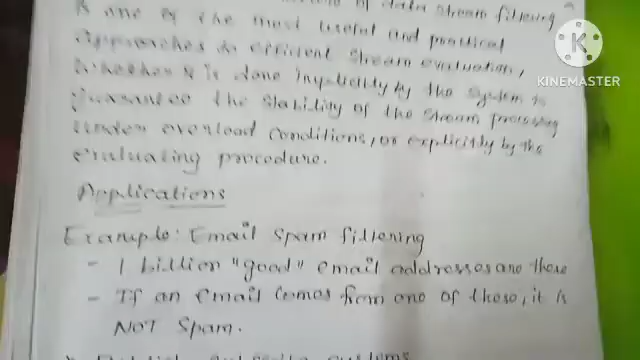 of data stream filtering
is one of the most useful and practical
approaches to efficient stream evaluation,
whether it is done implicitly by the system to
guarantee the stability of the stream processing
under overload conditions, or explicitly by the
evaluating procedure.
Applications
Example: Email spam filtering
- 1 billion "good" email addresses are there
- If an email comes from one of these, it is
NOT spam.
systems
K
KINEMASTER